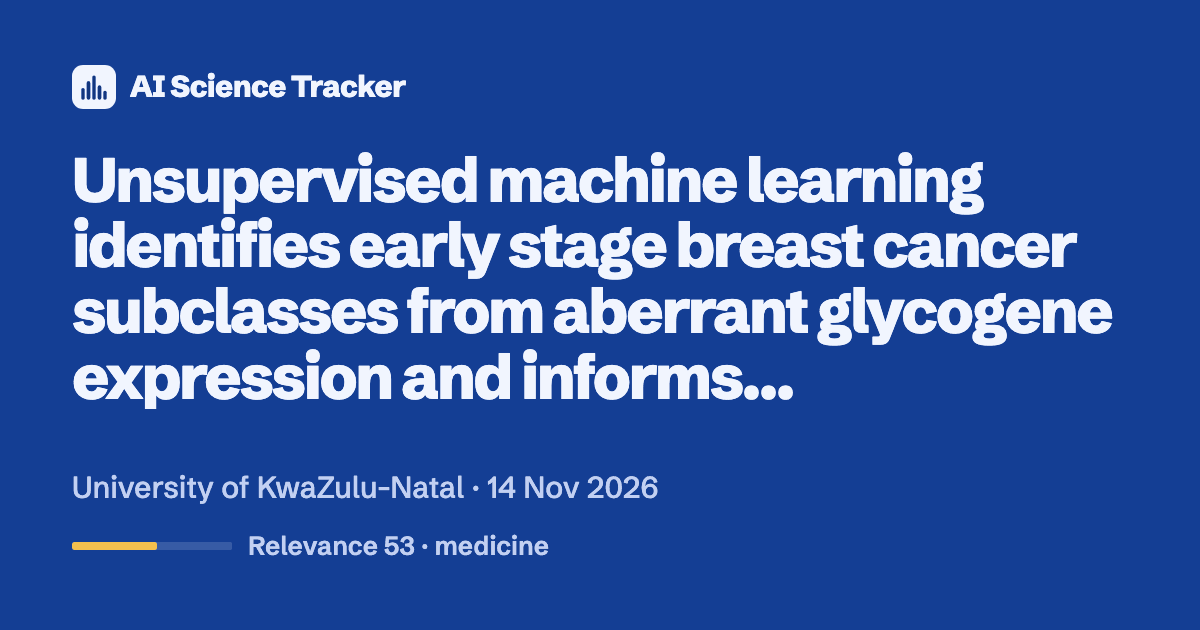 AI Science Tracker
Unsupervised machine learning
identifies early stage breast cancer
subclasses from aberrant glycogene
expression and informs...
University of KwaZulu-Natal · 14 Nov 2026
Relevance 53 · medicine